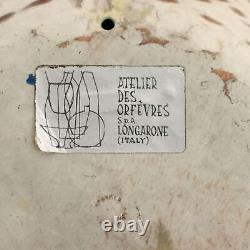 ATELIER
DES
ORFÈVRES
S.p.A
LONGARONE
(ITALY)